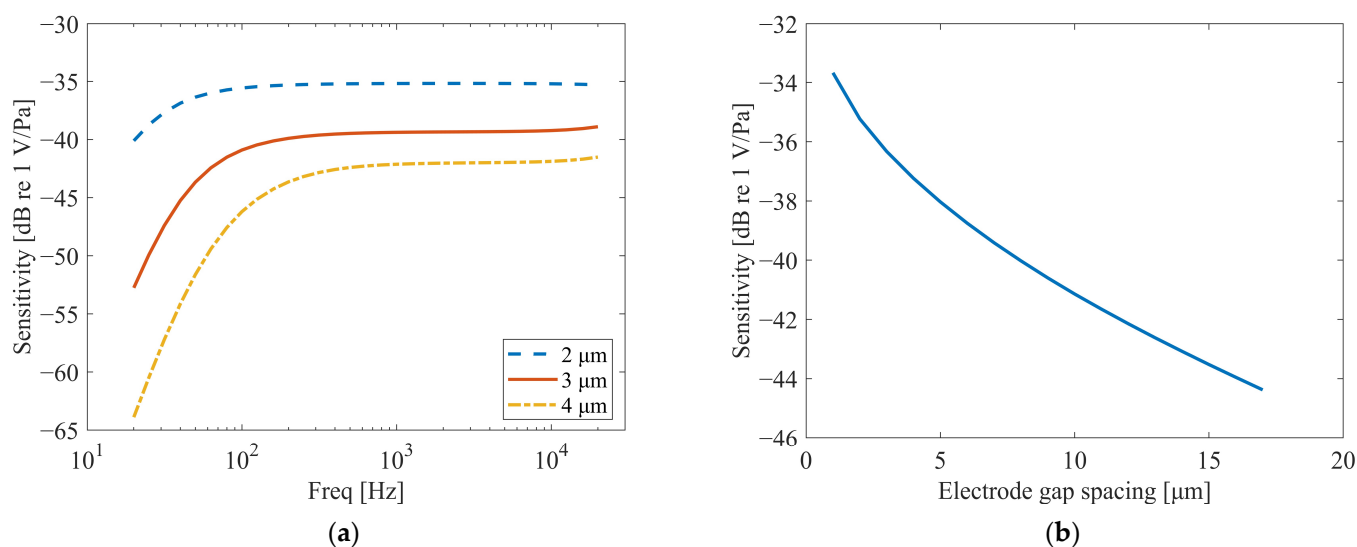 −30
−35
−40
−45
−50
−55
−60
−65
Sensitivity [dB re 1 V/Pa]
10¹
10²
10³
10⁴
Freq [Hz]
2 μm
3 μm
4 μm
(a)
−32
−34
−36
−38
−40
−42
−44
−46
Sensitivity [dB re 1 V/Pa]
0
5
10
15
20
Electrode gap spacing [μm]
(b)